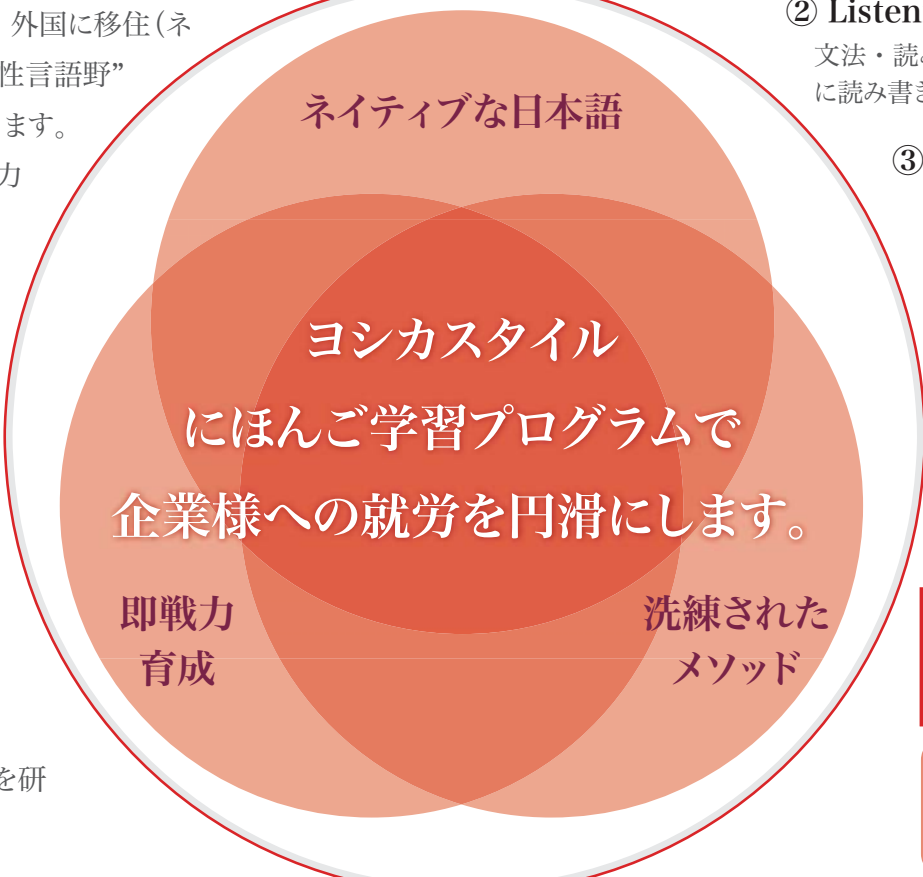 外国に移住(ネ
性言語野”
ます。
力
ネイティブな日本語
② Listen
文法・読み
に読み書き
③
ヨシカスタイル
にほんご学習プログラムで
企業様への就労を円滑にします。
即戦力
育成
洗練された
メソッド
を研